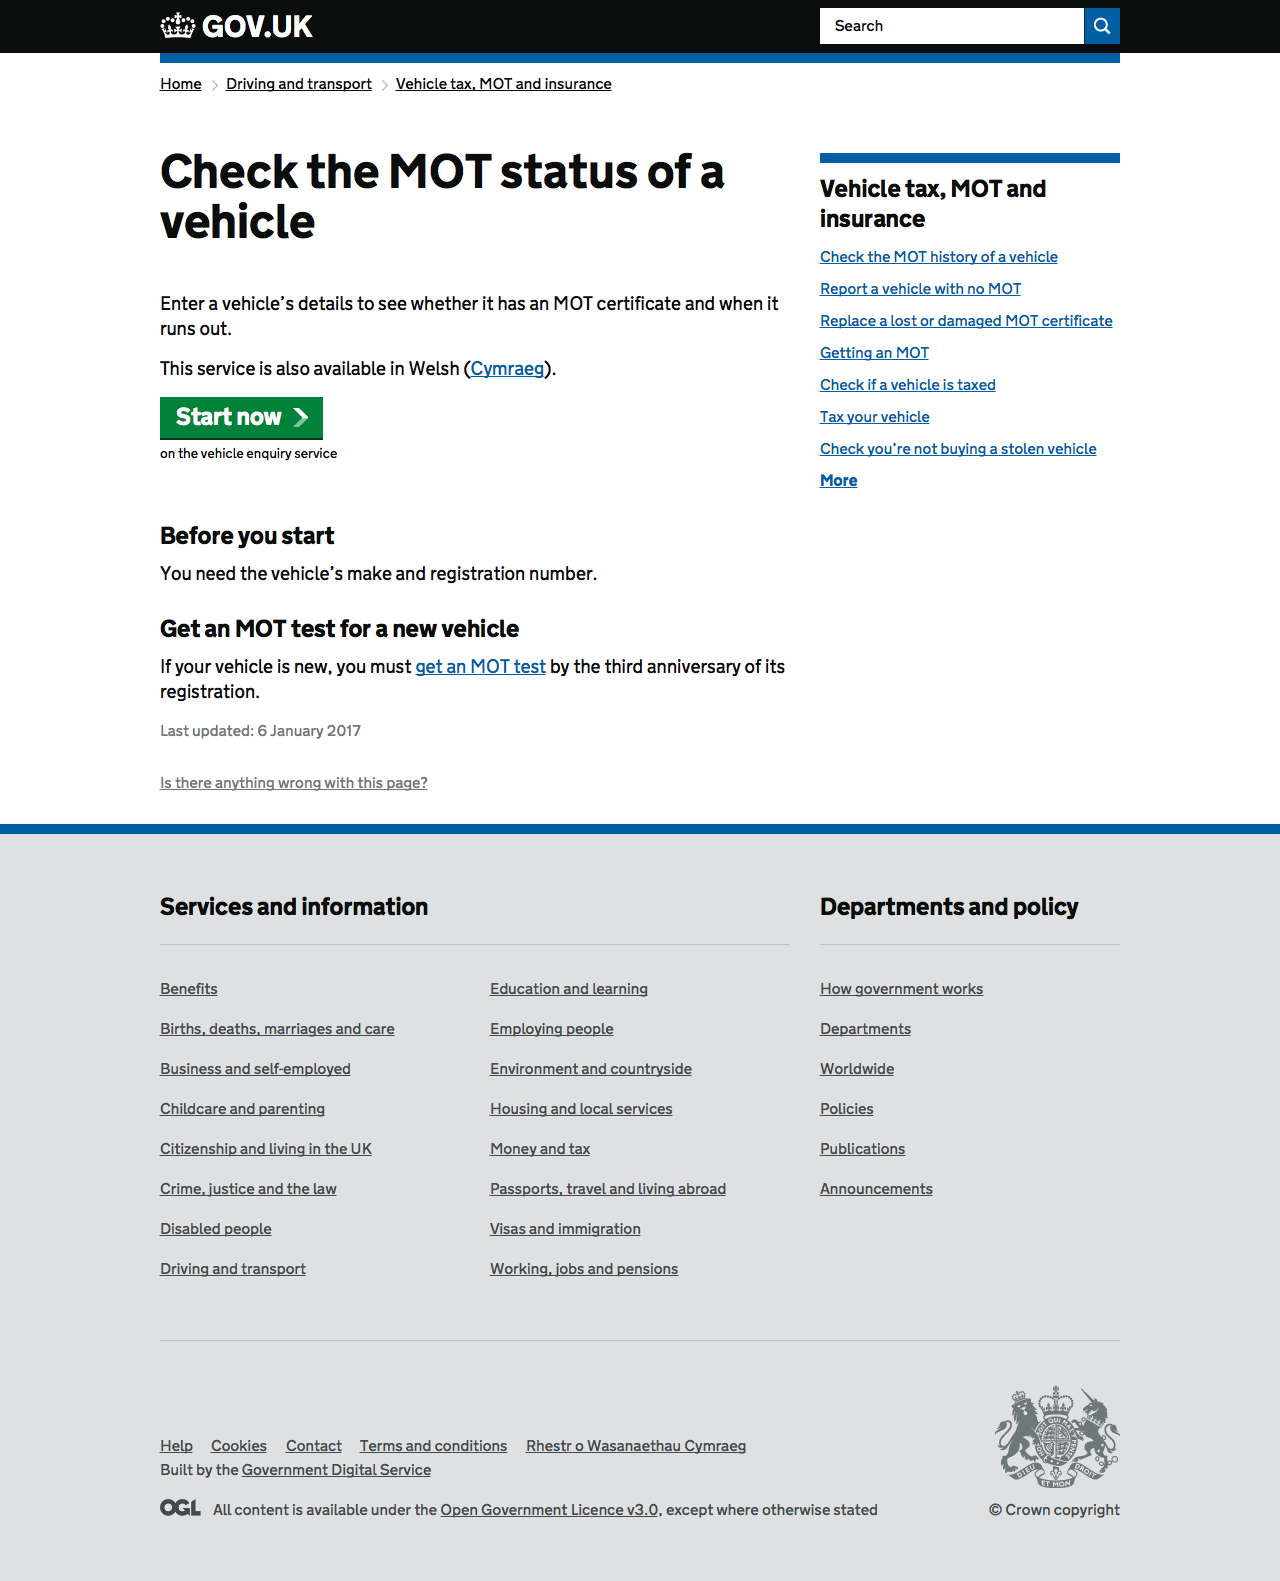 GOV.UK
Search
Home
Driving and transport
Vehicle tax, MOT and insurance
Check the MOT status of a
vehicle
Enter a vehicle’s details to see whether it has an MOT certificate and when it
runs out.
This service is also available in Welsh (Cymraeg).
Start now
on the vehicle enquiry service
Before you start
You need the vehicle’s make and registration number.
Get an MOT test for a new vehicle
If your vehicle is new, you must get an MOT test by the third anniversary of its
registration.
Last updated: 6 January 2017
Is there anything wrong with this page?
Vehicle tax, MOT and
insurance
Check the MOT history of a vehicle
Report a vehicle with no MOT
Replace a lost or damaged MOT certificate
Getting an MOT
Check if a vehicle is taxed
Tax your vehicle
Check you’re not buying a stolen vehicle
More
Services and information
Benefits
Births, deaths, marriages and care
Business and self-employed
Childcare and parenting
Citizenship and living in the UK
Crime, justice and the law
Disabled people
Driving and transport
Education and learning
Employing people
Environment and countryside
Housing and local services
Money and tax
Passports, travel and living abroad
Visas and immigration
Working, jobs and pensions
Departments and policy
How government works
Departments
Worldwide
Policies
Publications
Announcements
Help Cookies Contact Terms and conditions Rhestr o Wasanaethau Cymraeg
Built by the Government Digital Service
OGL All content is available under the Open Government Licence v3.0, except where otherwise stated
DIEU ET MON DROIT
© Crown copyright